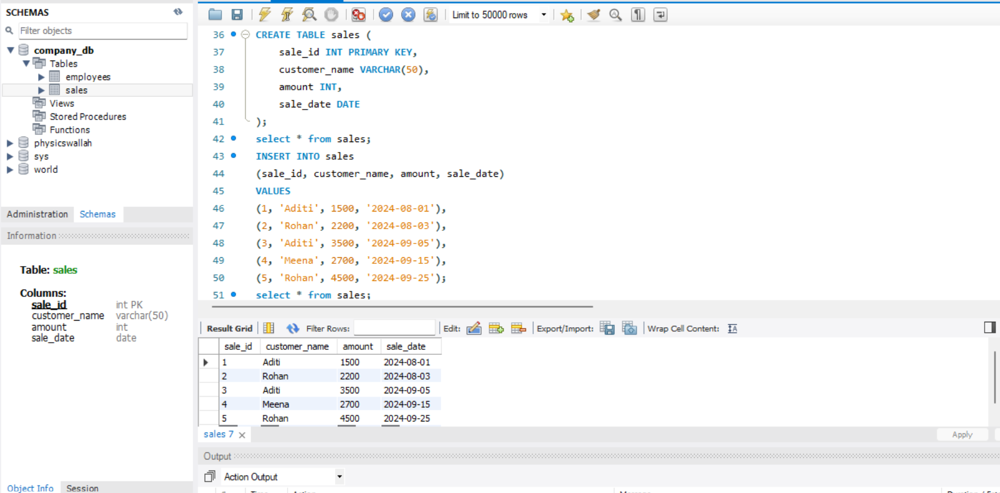 SCHEMAS
Filter objects
company_db
Tables
employees
sales
Views
Stored Procedures
Functions
physicswallah
sys
world
Administration Schemas
Information
Table: sales
Columns:
sale_id int PK
customer_name varchar(50)
amount int
sale_date date
Object Info Session
Limit to 50000 rows
36 CREATE TABLE sales (
37 sale_id INT PRIMARY KEY,
38 customer_name VARCHAR(50),
39 amount INT,
40 sale_date DATE
41 );
42 select * from sales;
43 INSERT INTO sales
44 (sale_id, customer_name, amount, sale_date)
45 VALUES
46 (1, 'Aditi', 1500, '2024-08-01'),
47 (2, 'Rohan', 2200, '2024-08-03'),
48 (3, 'Aditi', 3500, '2024-09-05'),
49 (4, 'Meena', 2700, '2024-09-15'),
50 (5, 'Rohan', 4500, '2024-09-25');
51 select * from sales;
Result Grid Filter Rows: Edit: Export/Import: Wrap Cell Content:
sale_id customer_name amount sale_date
1 Aditi 1500 2024-08-01
2 Rohan 2200 2024-08-03
3 Aditi 3500 2024-09-05
4 Meena 2700 2024-09-15
5 Rohan 4500 2024-09-25
sales 7
Apply
Output
Action Output